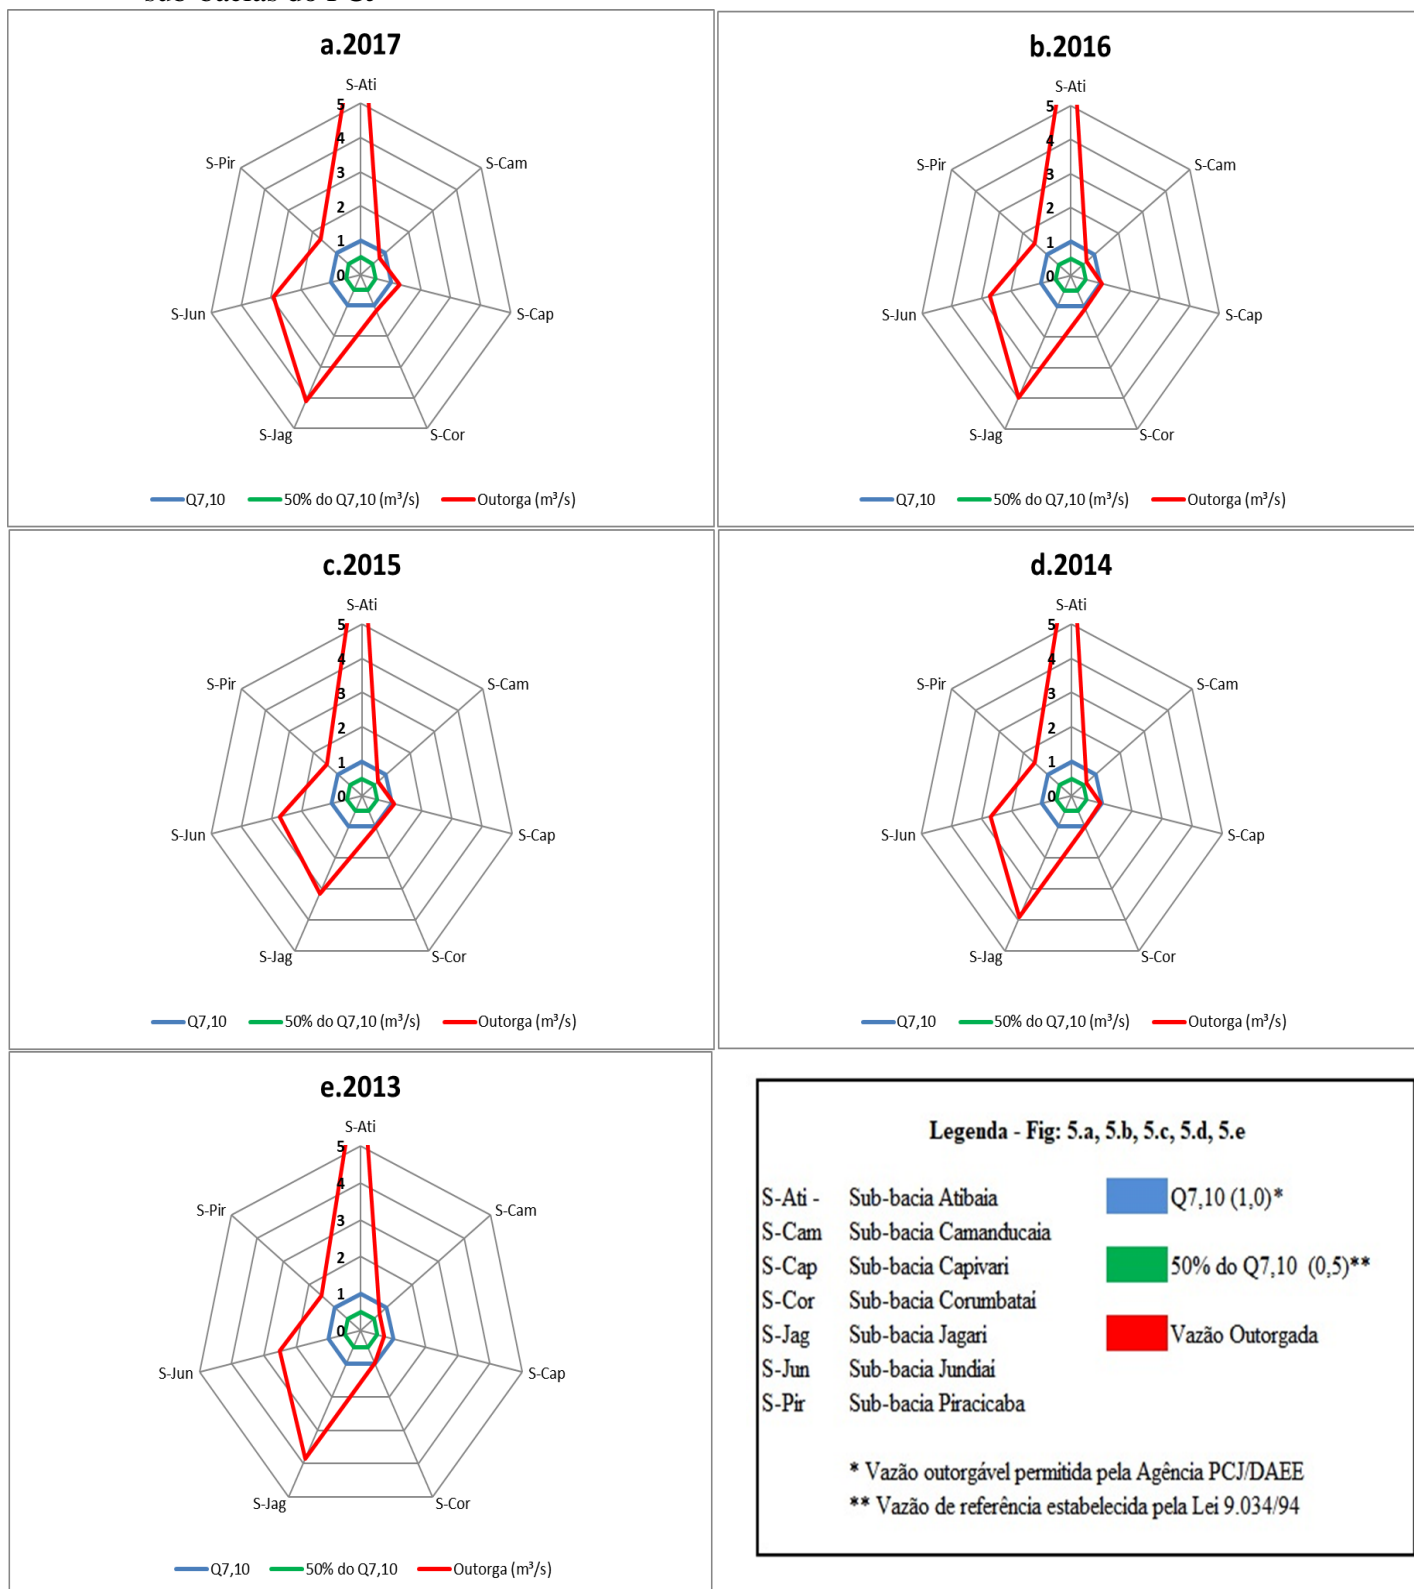 sub-bacias do PCJ
a.2017
S-Ati
5
4
3
2
1
0
S-Cam
S-Cap
S-Cor
S-Jag
S-Jun
S-Pir
Q7,10 50% do Q7,10 (m³/s) Outorga (m³/s)
b.2016
S-Ati
5
4
3
2
1
0
S-Cam
S-Cap
S-Cor
S-Jag
S-Jun
S-Pir
Q7,10 50% do Q7,10 (m³/s) Outorga (m³/s)
c.2015
S-Ati
5
4
3
2
1
0
S-Cam
S-Cap
S-Cor
S-Jag
S-Jun
S-Pir
Q7,10 50% do Q7,10 (m³/s) Outorga (m³/s)
d.2014
S-Ati
5
4
3
2
1
0
S-Cam
S-Cap
S-Cor
S-Jag
S-Jun
S-Pir
Q7,10 50% do Q7,10 (m³/s) Outorga (m³/s)
e.2013
S-Ati
5
4
3
2
1
0
S-Cam
S-Cap
S-Cor
S-Jag
S-Jun
S-Pir
Q7,10 50% do Q7,10 Outorga (m³/s)
Legenda - Fig: 5.a, 5.b, 5.c, 5.d, 5.e
S-Ati - Sub-bacia Atibaia Q7,10 (1,0)*
S-Cam Sub-bacia Camanducaia
S-Cap Sub-bacia Capivari 50% do Q7,10 (0,5)**
S-Cor Sub-bacia Corumbatai
S-Jag Sub-bacia Jagari Vazão Outorgada
S-Jun Sub-bacia Jundiai
S-Pir Sub-bacia Piracicaba
* Vazão outorgável permitida pela Agência PCJ/DAEE
** Vazão de referência estabelecida pela Lei 9.034/94